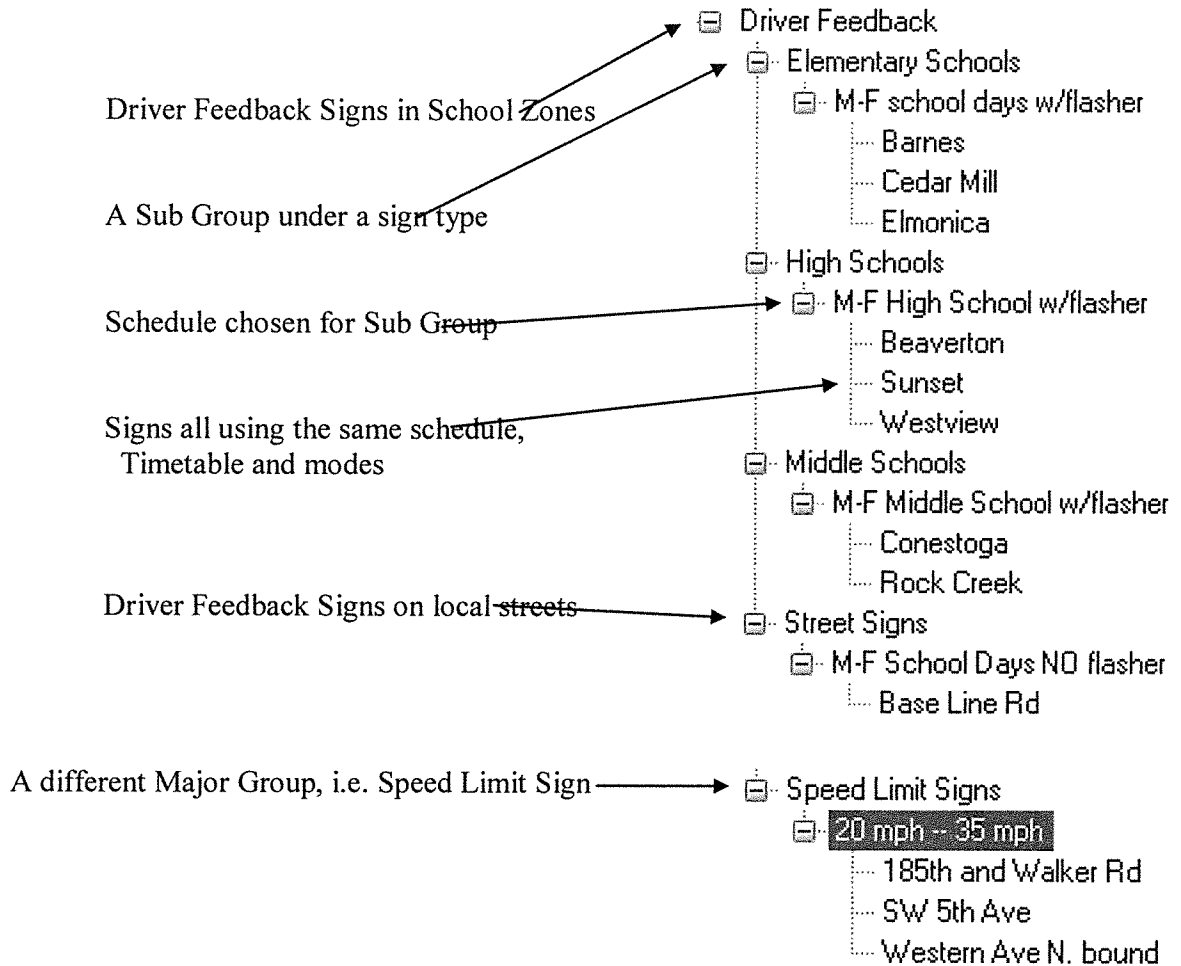 Driver Feedback
Elementary Schools
Driver Feedback Signs in School Zones
M-F school days w/flasher
Barnes
Cedar Mill
A Sub Group under a sign type
Elmonica
High Schools
Schedule chosen for Sub Group
M-F High School w/flasher
Beaverton
Sunset
Signs all using the same schedule,
Timetable and modes
Westview
Middle Schools
M-F Middle School w/flasher
Conestoga
Rock Creek
Driver Feedback Signs on local streets
Street Signs
M-F School Days NO flasher
Base Line Rd
A different Major Group, i.e. Speed Limit Sign
Speed Limit Signs
20 mph -- 35 mph
185th and Walker Rd
SW 5th Ave
Western Ave N. bound